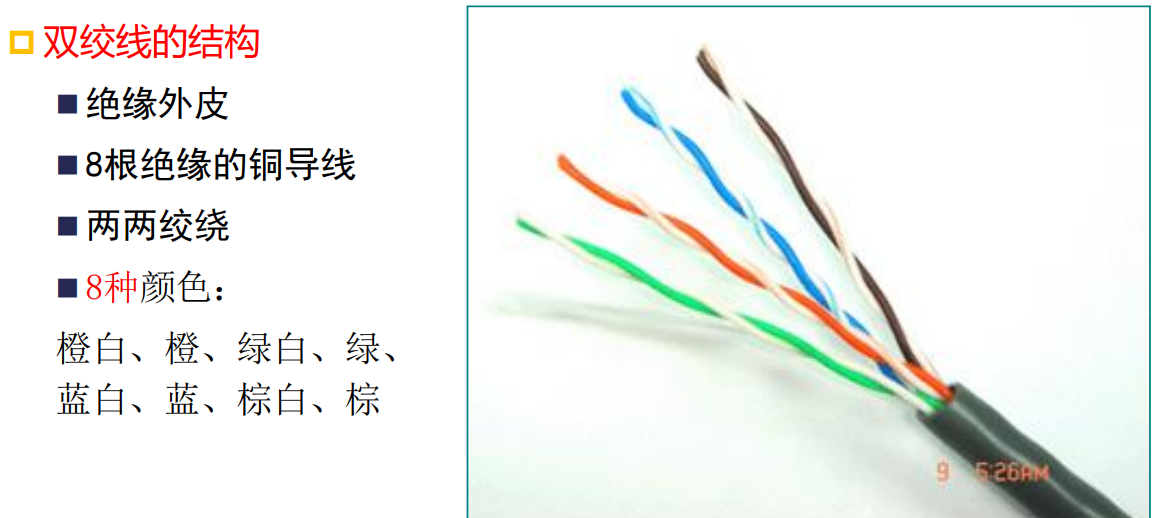 双绞线的结构
绝缘外皮
8根绝缘的铜导线
两两绞绕
8种颜色：
橙白、橙、绿白、绿、
蓝白、蓝、棕白、棕
9 5:26AM